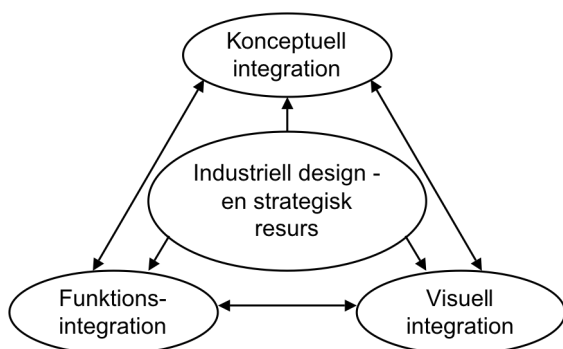 Konceptuell
integration
Industriell design -
en strategisk
resurs
Funktions-
integration
Visuell
integration